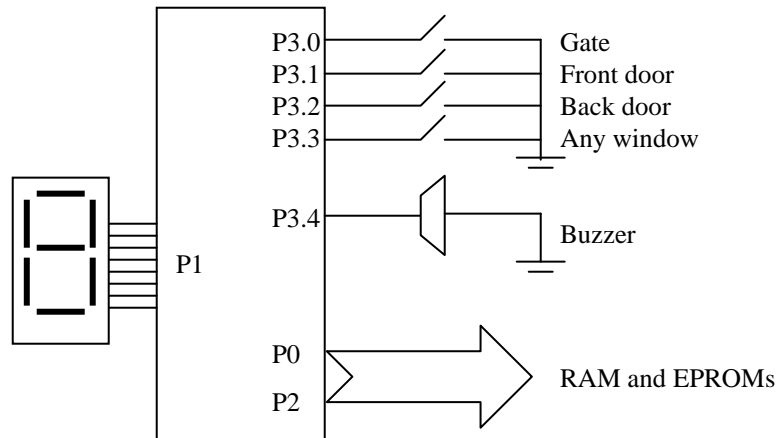 P3.0 Gate
P3.1 Front door
P3.2 Back door
P3.3 Any window
P3.4 Buzzer
P1
P0
RAM and EPROMs
P2